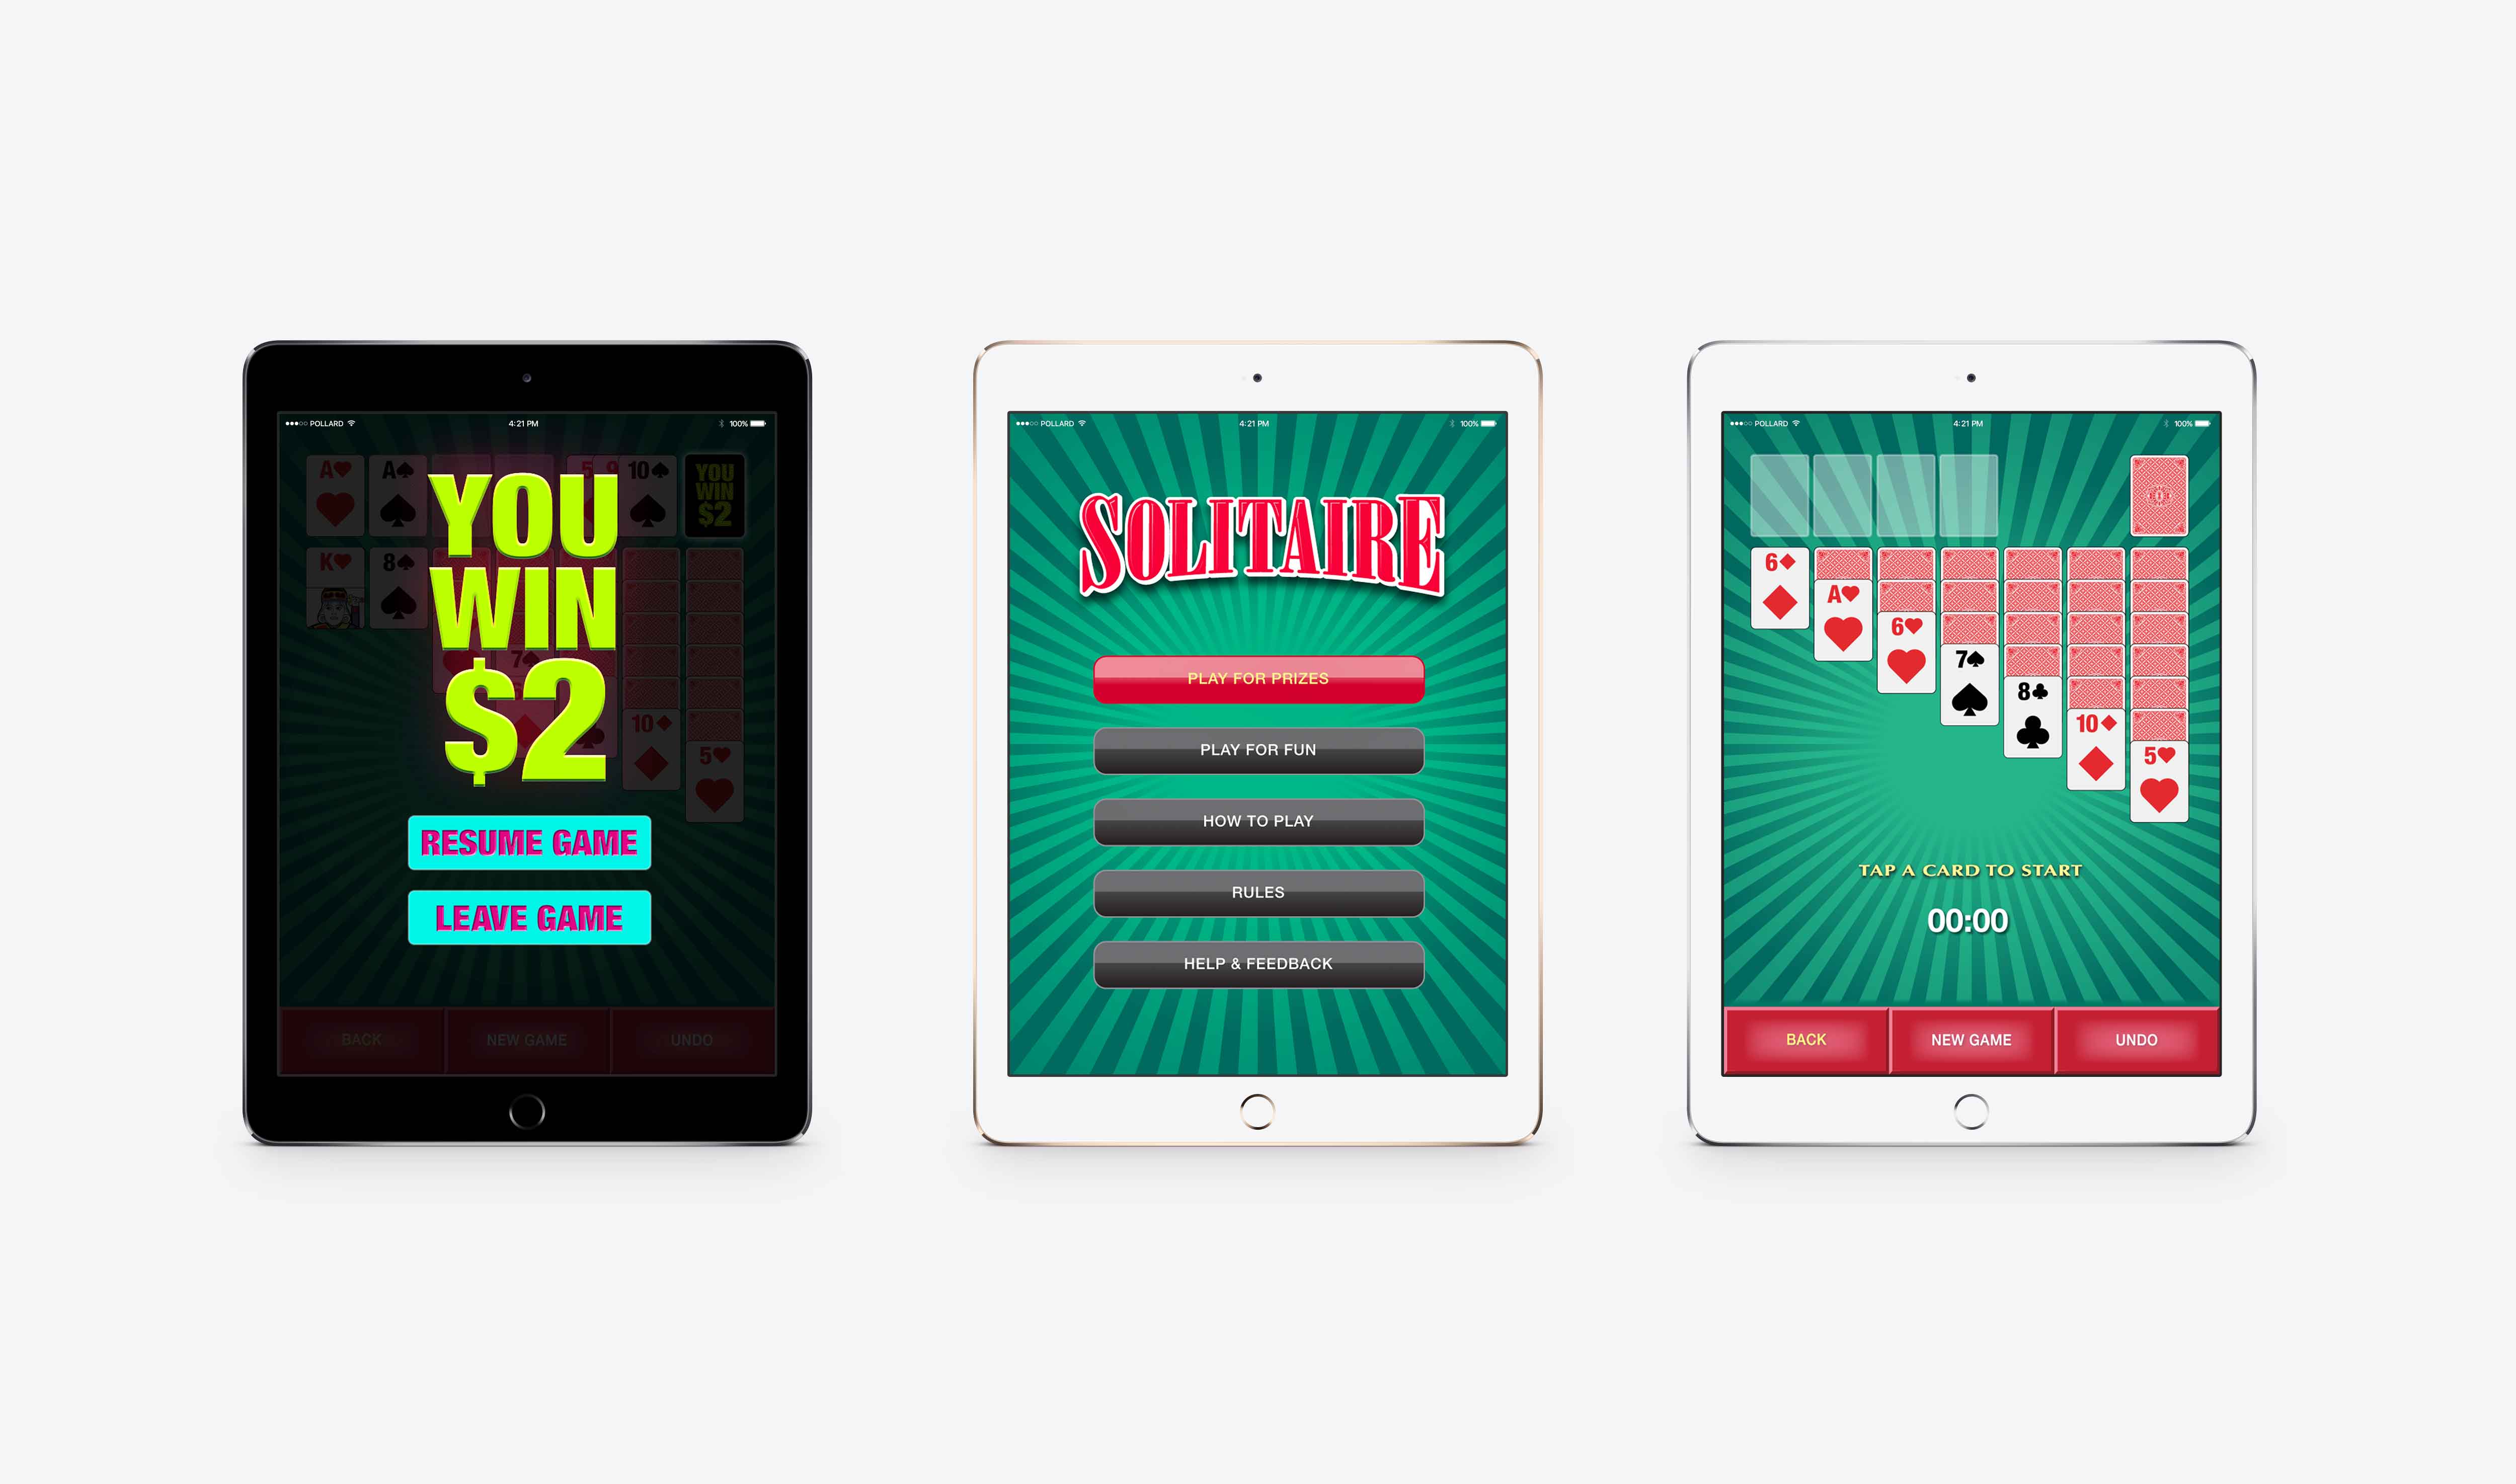 POLLARD
4:21 PM
100%
A A 5 9 10 YOU
WIN
$2
K 8
YOU
WIN
$2
7
10
5
RESUME GAME
LEAVE GAME
BACK NEW GAME UNDO
POLLARD
4:21 PM
100%
SOLITAIRE
PLAY FOR PRIZES
PLAY FOR FUN
HOW TO PLAY
RULES
HELP & FEEDBACK
POLLARD
4:21 PM
100%
6
A
6
7
8
10
5
TAP A CARD TO START
00:00
BACK NEW GAME UNDO